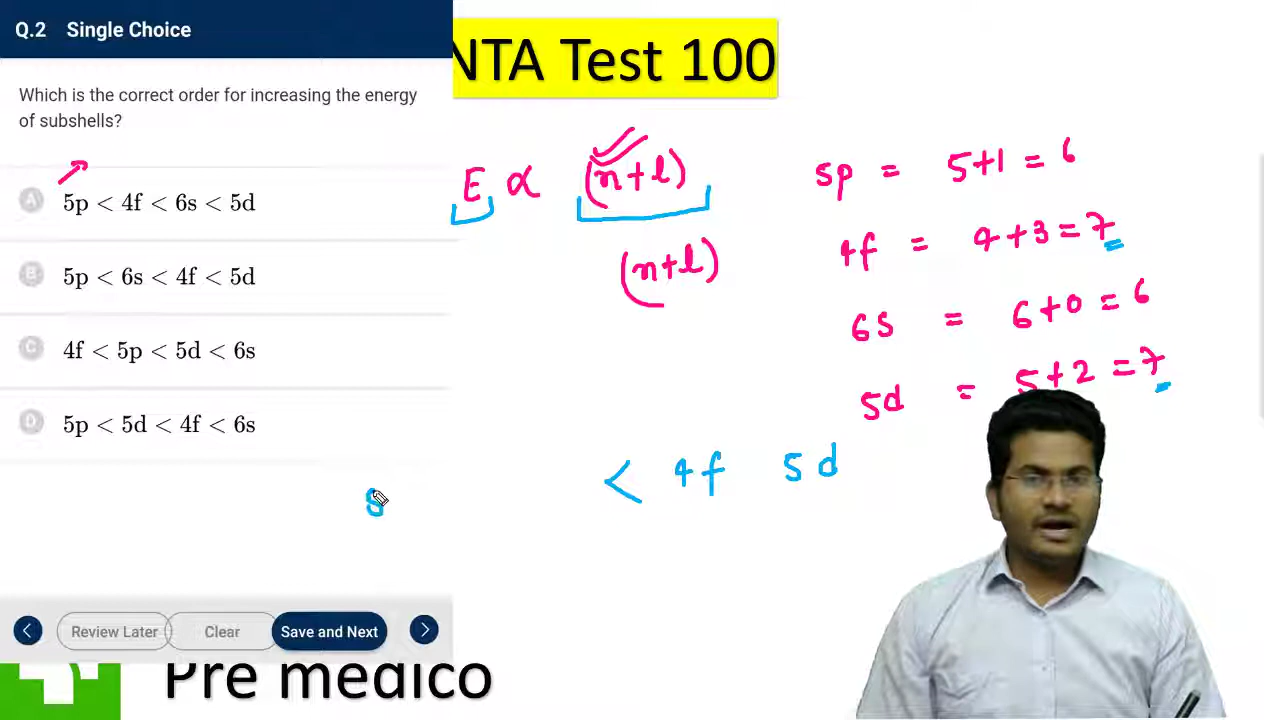 Q.2 Single Choice
NTA Test 100
Which is the correct order for increasing the energy
of subshells?
A 5p < 4f < 6s < 5d
B 5p < 6s < 4f < 5d
C 4f < 5p < 5d < 6s
D 5p < 5d < 4f < 6s
E ∝ (n+l)
(n+l)
5p = 5+1 = 6
4f = 4+3 = 7
6s = 6+0 = 6
5d = 5+2 = 7
< 4f 5d
Review Later
Clear
Save and Next
Pre medico